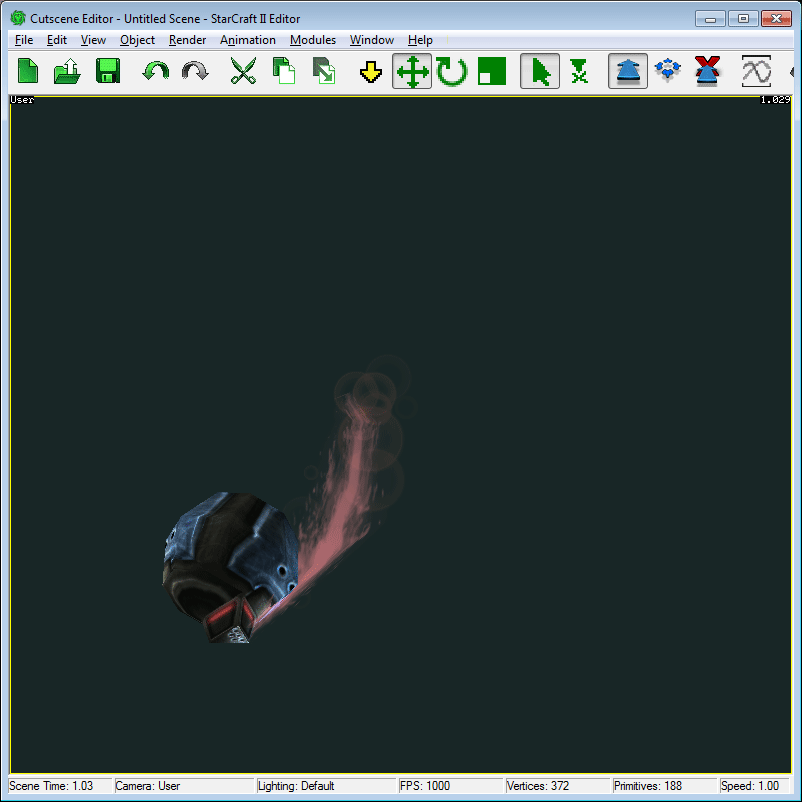 Cutscene Editor - Untitled Scene - StarCraft II Editor
File Edit View Object Render Animation Modules Window Help
User 1.029
Scene Time: 1.03 Camera: User Lighting: Default FPS: 1000 Vertices: 372 Primitives: 188 Speed: 1.00